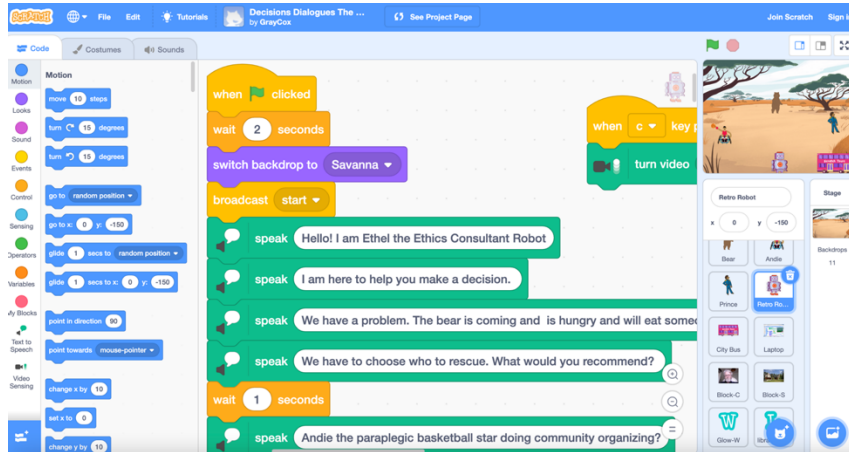 SCRATCH File Edit Tutorials Decisions Dialogues The ... See Project Page Join Scratch
by GrayCox
Code Costumes Sounds
Motion
Looks
Sound
Events
Control
Sensing
Operators
Variables
My Blocks
Text to
Speech
Video
Sensing
Motion
move 10 steps
turn 15 degrees
turn 15 degrees
go to random position
go to x: 0 y: -150
glide 1 secs to random position
glide 1 secs to x: 0 y: -150
point in direction 90
point towards mouse-pointer
change x by 10
set x to 0
change y by 10
when clicked
wait 2 seconds
switch backdrop to Savanna
broadcast start
speak Hello! I am Ethel the Ethics Consultant Robot
speak I am here to help you make a decision.
speak We have a problem. The bear is coming and is hungry and will eat
speak We have to choose who to rescue. What would you recommend?
wait 1 seconds
speak Andie the paraplegic basketball star doing community organizing?
when c key
turn video
Retro Robot
x 0 y -150
Bear Andie
Prince Retro Ro...
City Bus Laptop
Block-C Block-S
Glow-W
Stage
Backdrops
11